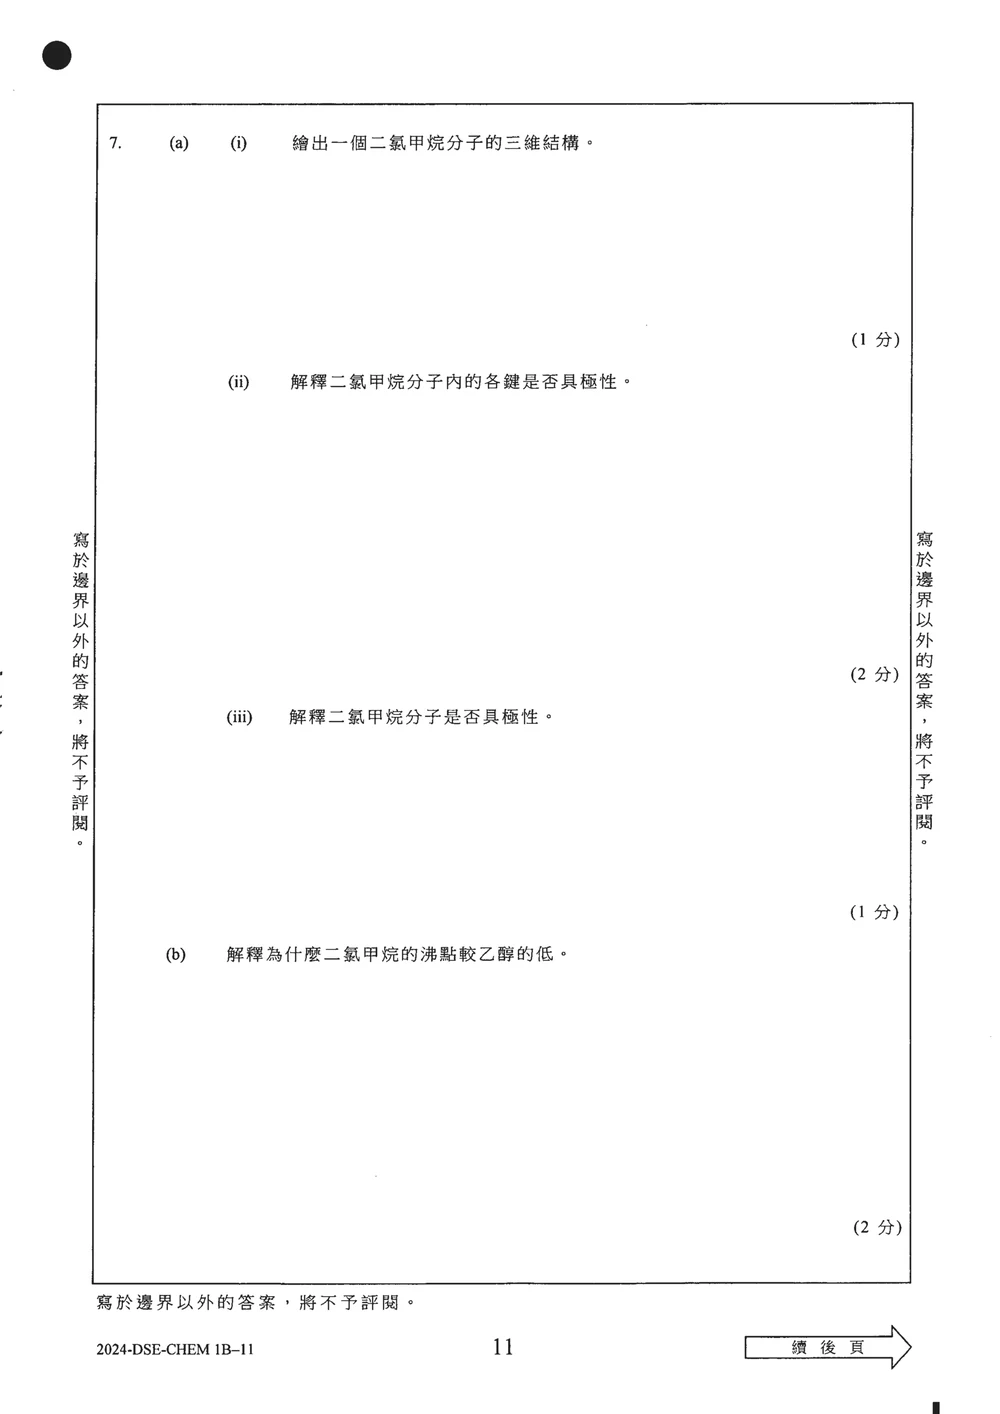 7. (a) (i) 繪出一個二氯甲烷分子的三維結構。
(1 分)
(ii) 解釋二氯甲烷分子內的各鍵是否具極性。
(2 分)
(iii) 解釋二氯甲烷分子是否具極性。
(1 分)
(b) 解釋為什麼二氯甲烷的沸點較乙醇的低。
(2 分)
寫於邊界以外的答案，將不予評閱。
寫於邊界以外的答案，將不予評閱。
寫於邊界以外的答案，將不予評閱。
2024-DSE-CHEM 1B–11
11
續後頁